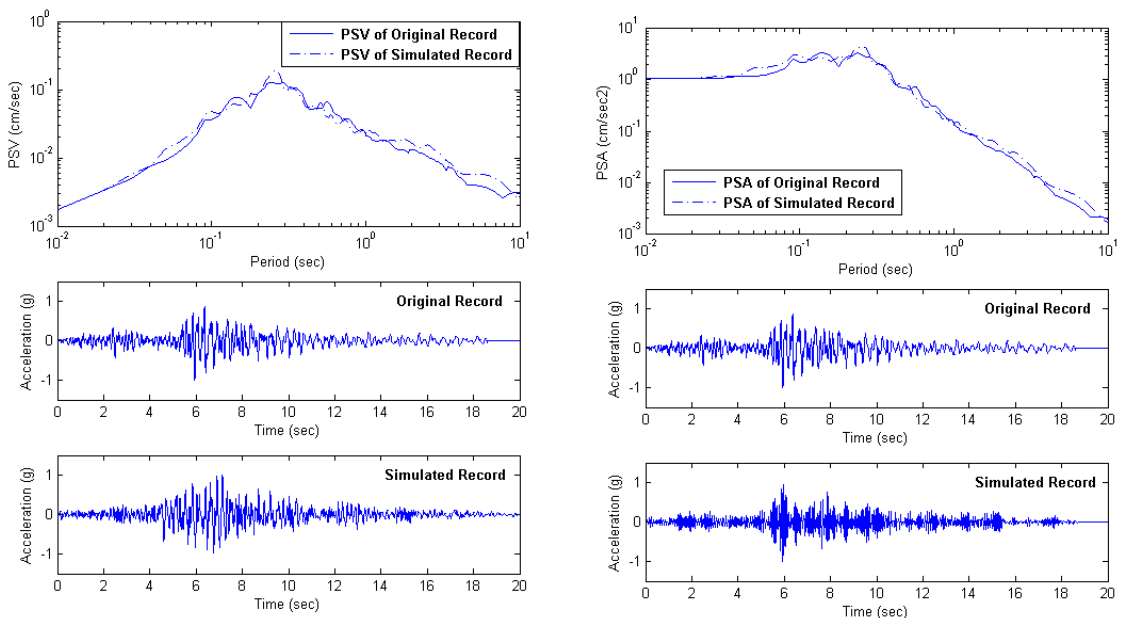 10^0
10^-1
10^-2
10^-3
PSV (cm/sec)
PSV of Original Record
PSV of Simulated Record
10^-2 10^-1 10^0 10^1
Period (sec)
10^2
10^1
10^0
10^-1
10^-2
10^-3
PSA (cm/sec2)
PSA of Original Record
PSA of Simulated Record
10^-2 10^-1 10^0 10^1
Period (sec)
1
0
-1
Acceleration (g)
Original Record
0 2 4 6 8 10 12 14 16 18 20
Time (sec)
1
0
-1
Acceleration (g)
Original Record
0 2 4 6 8 10 12 14 16 18 20
Time (sec)
1
0
-1
Acceleration (g)
Simulated Record
0 2 4 6 8 10 12 14 16 18 20
Time (sec)
1
0
-1
Acceleration (g)
Simulated Record
0 2 4 6 8 10 12 14 16 18 20
Time (sec)